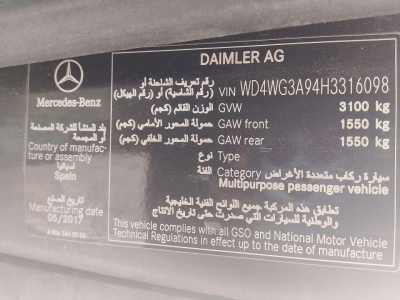 DAIMLER AG
رقم تعريف الشاحنة أو
(رقم الشاسية) أو (رقم الهيكل)
VIN WD4WG3A94H3316098
الوزن القائم (كجم)
GVW 3100 kg
حمولة المحور الأمامي (كجم)
GAW front 1550 kg
حمولة المحور الخلفي (كجم)
GAW rear 1550 kg
نوع Type
سيارة ركاب متعددة الأغراض Category
Multipurpose passenger vehicle
تطابق هذه المركبة جميع اللوائح الفنية الخليجية
والوطنية للسيارات التي صدرت حتى تاريخ الانتاج
This vehicle complies with all GSO and National Motor Vehicle
Technical Regulations in effect up to the date of manufacture
Mercedes-Benz
بلد المنشأ الشركة المصنعة
أو المجمعة
Country of manufac-
ture or assembly
إسبانيا
Spain
تاريخ الصنع
Manufacturing date
05/2017